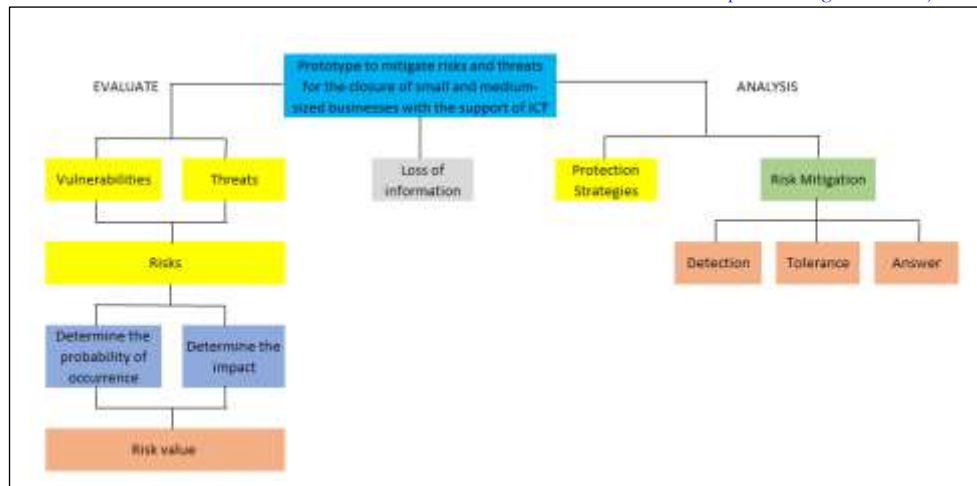 Prototype to mitigate risks and threats
for the closure of small and medium-
sized businesses with the support of ICT
EVALUATE
ANALYSIS
Vulnerabilities
Threats
Loss of
information
Protection
Strategies
Risk Mitigation
Risks
Detection
Tolerance
Answer
Determine the
probability of
occurrence
Determine the
impact
Risk value